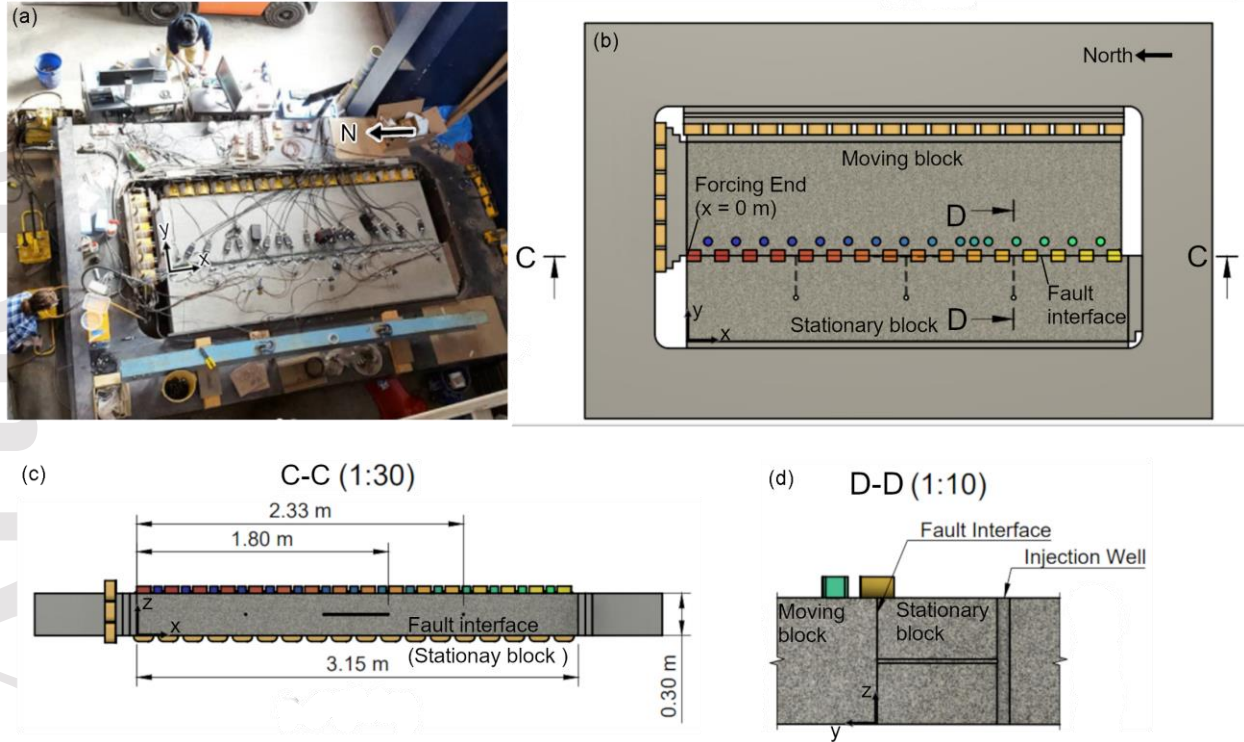 (a)
N
y
x
(b)
North
Moving block
Forcing End
(x = 0 m)
D
C
C
Fault
interface
Stationary block
D
y
x
(c)
C-C (1:30)
2.33 m
1.80 m
z
x
Fault interface
(Stationay block )
3.15 m
0.30 m
(d)
D-D (1:10)
Fault Interface
Injection Well
Moving
block
Stationary
block
z
y